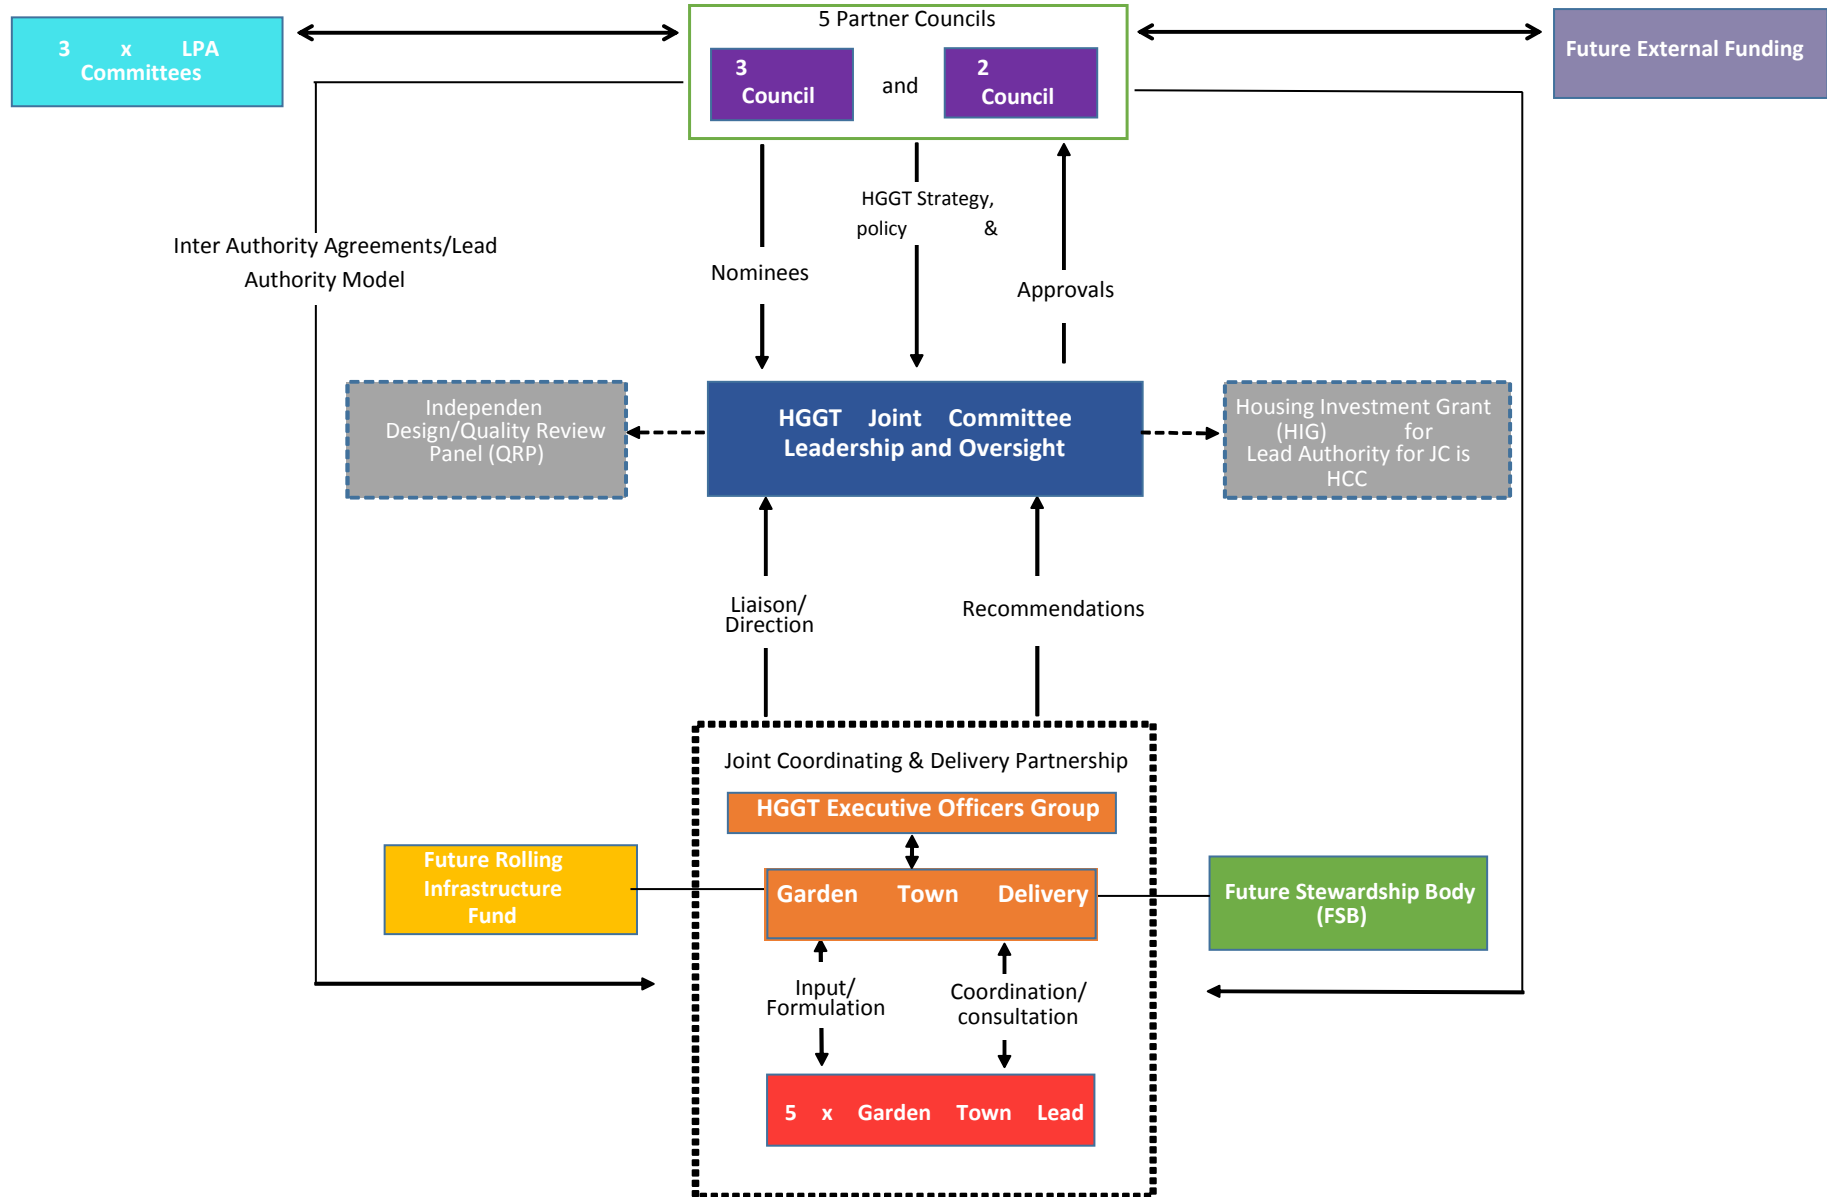 5 Partner Councils
3 x LPA
Committees
3
Council
and
2
Council
Future External Funding
HGGT Strategy,
policy &
Inter Authority Agreements/Lead
Authority Model
Nominees
Approvals
Independen
Design/Quality Review
Panel (QRP)
HGGT Joint Committee
Leadership and Oversight
Housing Investment Grant
(HIG) for
Lead Authority for JC is
HCC
Liaison/
Direction
Recommendations
Joint Coordinating & Delivery Partnership
HGGT Executive Officers Group
Future Rolling
Infrastructure
Fund
Garden Town Delivery
Future Stewardship Body
(FSB)
Input/
Formulation
Coordination/
consultation
5 x Garden Town Lead